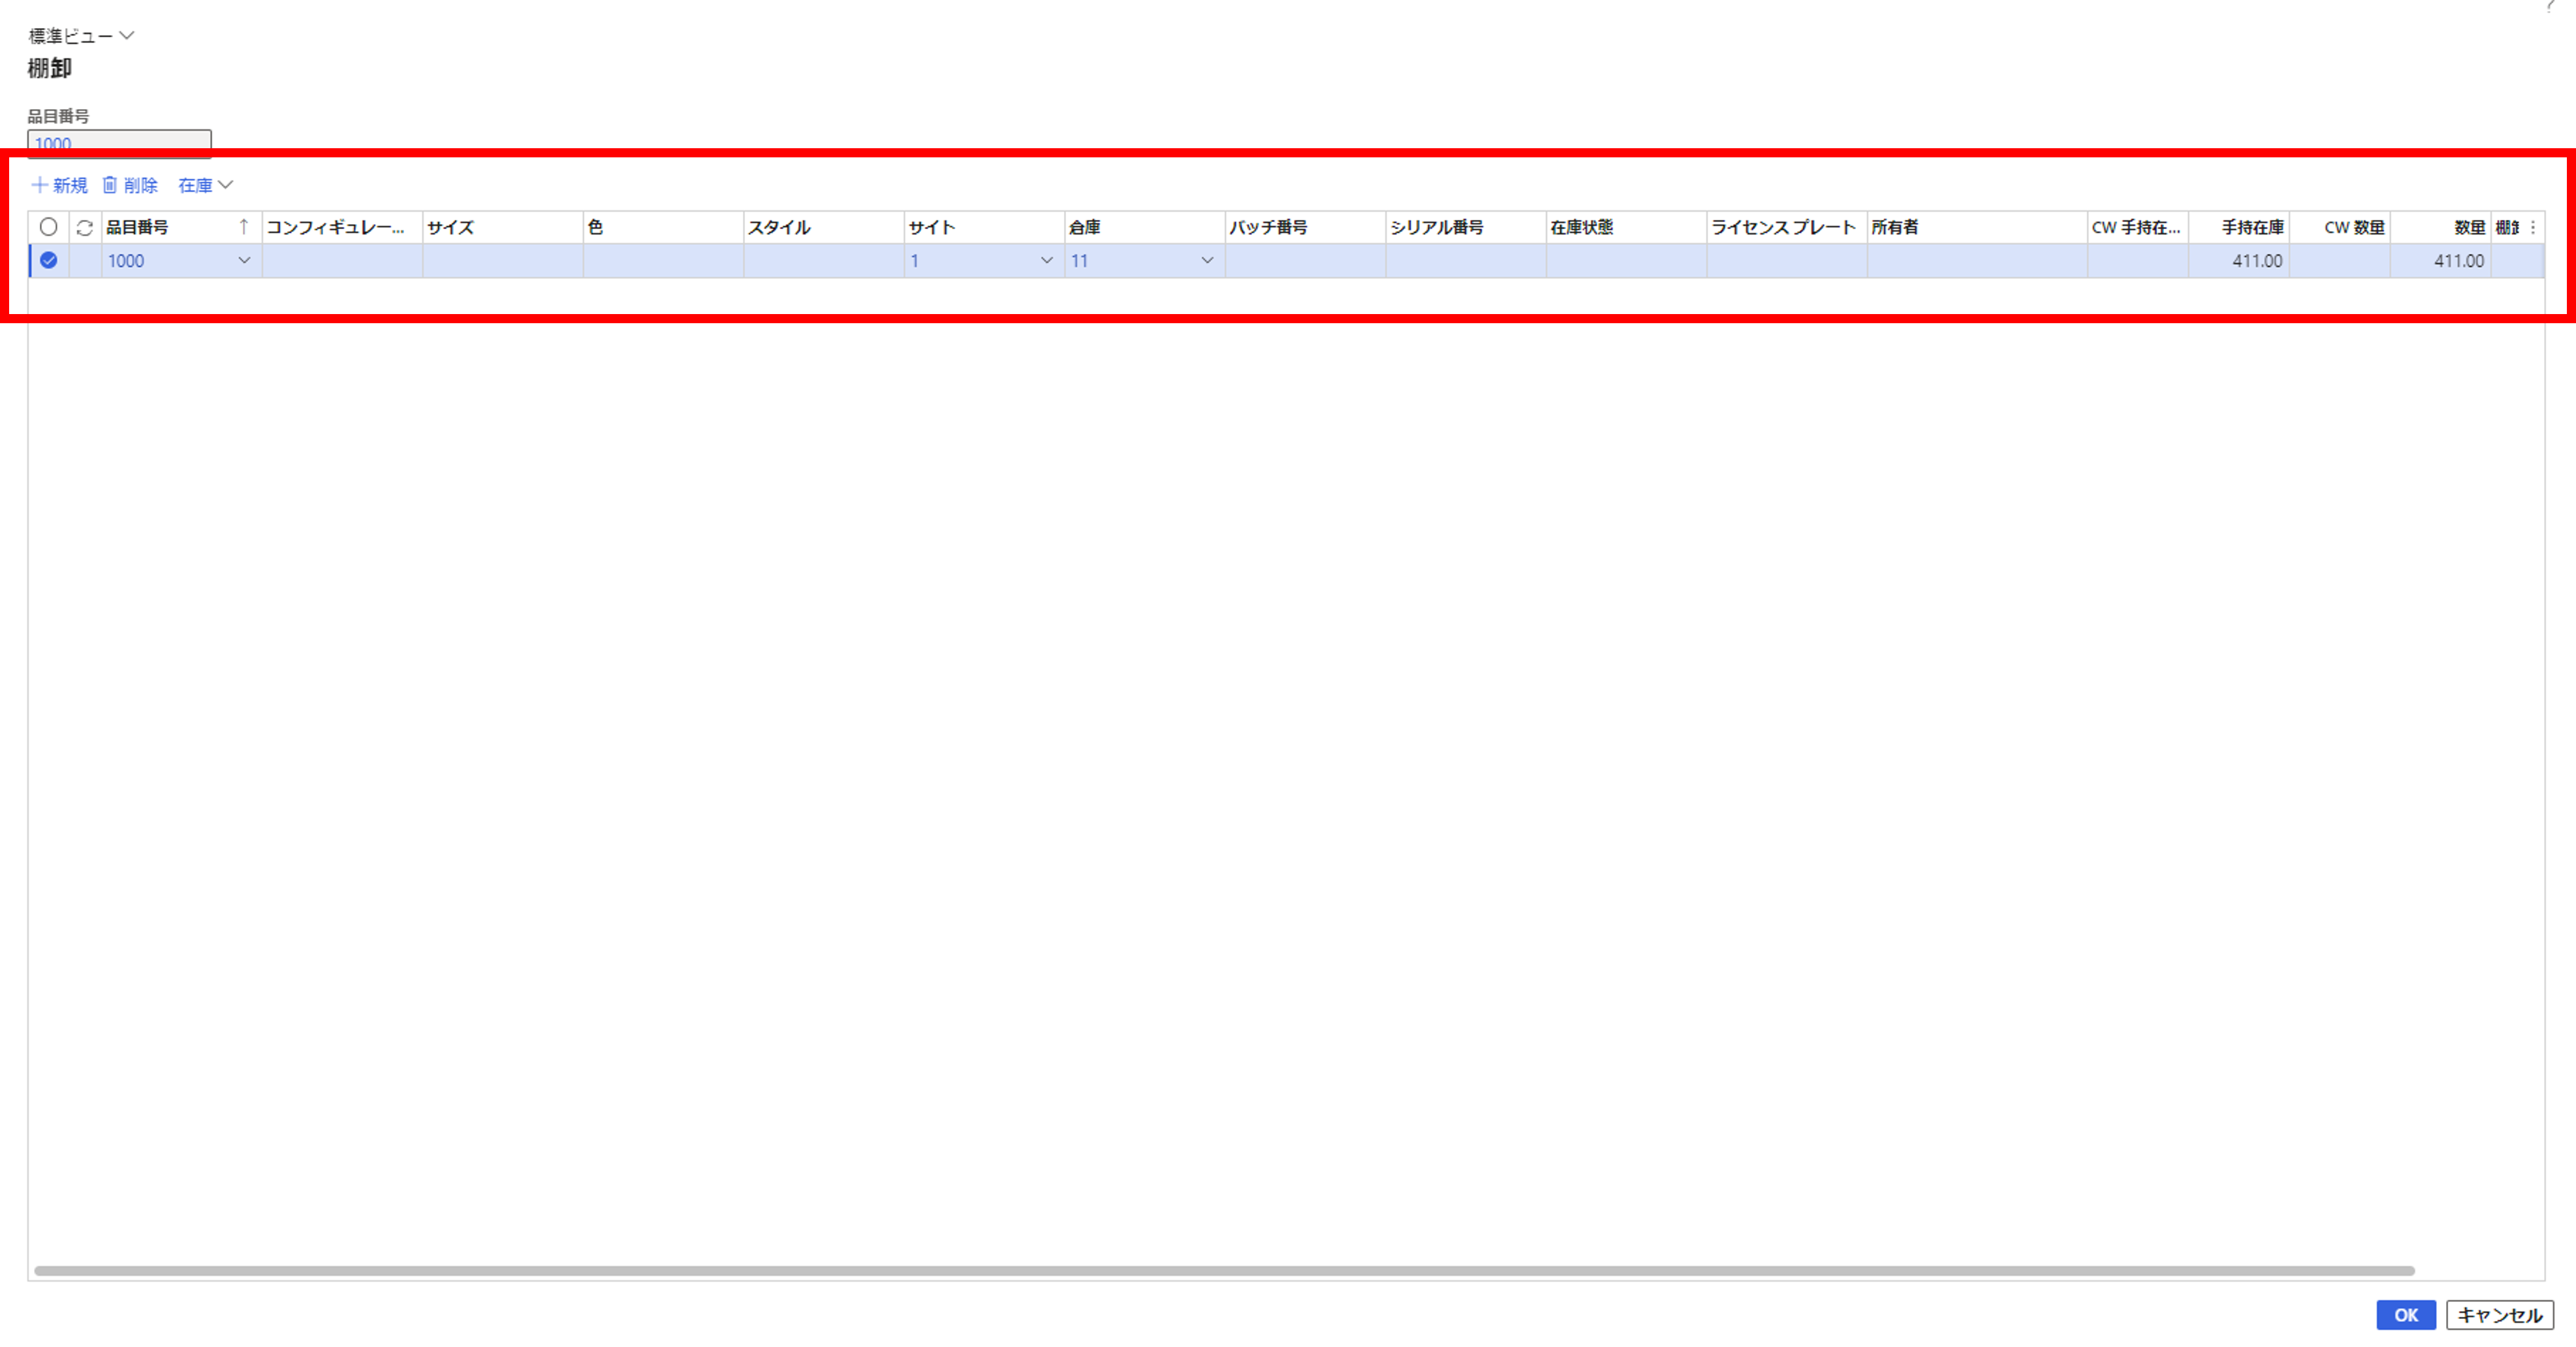 標準ビュー
棚卸
品目番号
1000
新規 削除 在庫
品目番号 コンフィギュレー... サイズ 色 スタイル サイト 倉庫 バッチ番号 シリアル番号 在庫状態 ライセンス プレート 所有者 CW 手持在... 手持在庫 CW 数量 数量 棚卸
1000 1 11 411.00 411.00
OK キャンセル